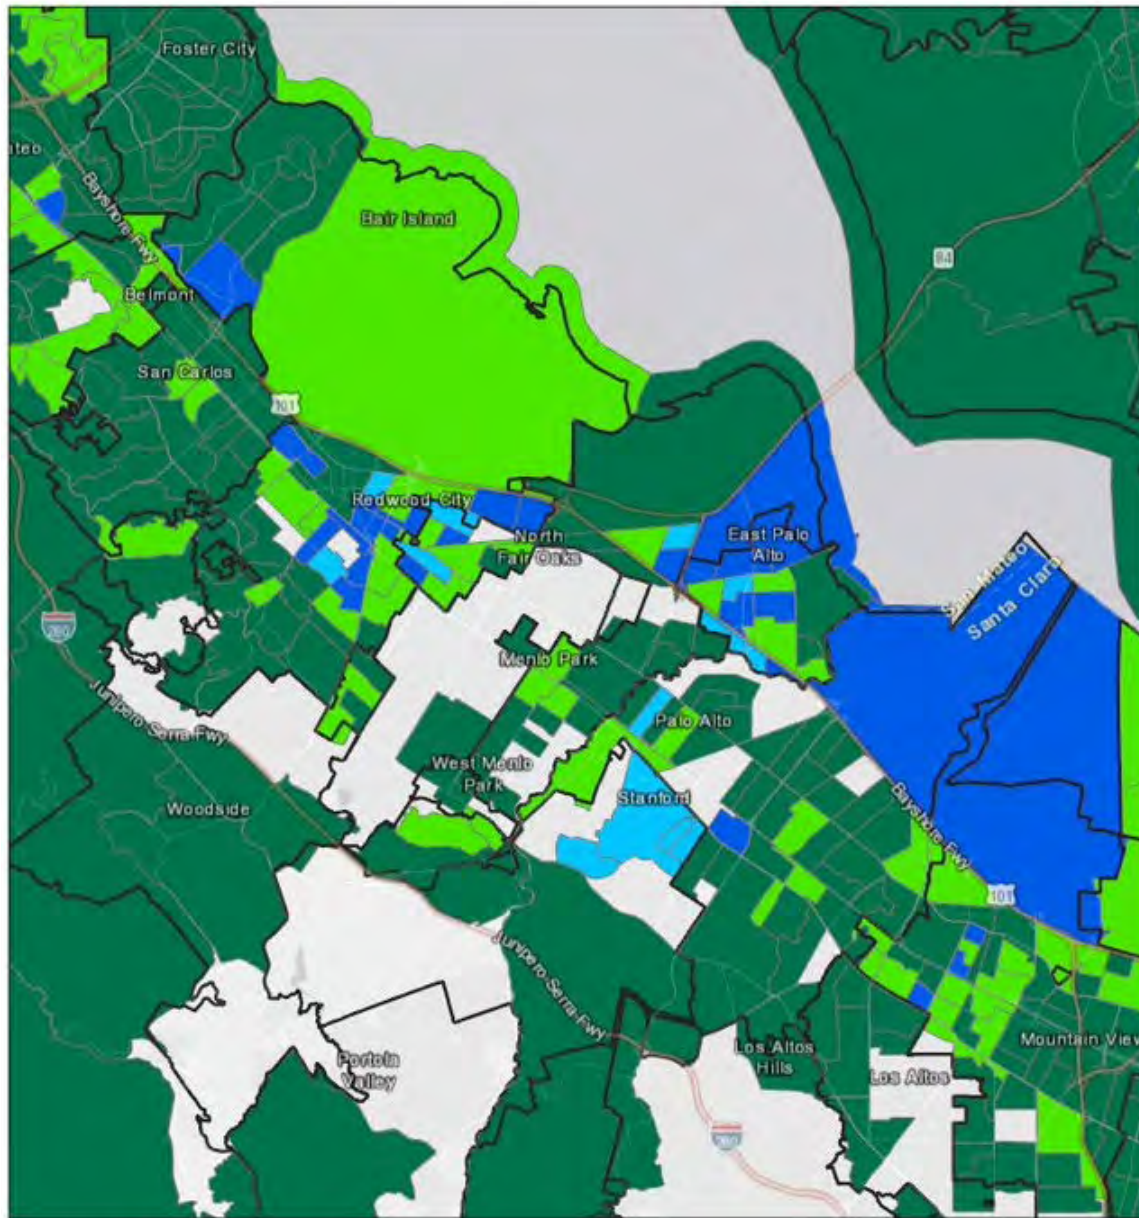 Foster City
ateo
Bair Island
Bayshore Fwy
84
Belmont
San Carlos
101
Redwood City
North
Fair Oaks
East Palo
Alto
San Mateo
Santa Clara
280
Menlo Park
Junipero Serra Fwy
Palo Alto
West Menlo
Park
Stanford
Woodside
Bayshore Fwy
101
Junipero Serra Fwy
Portola
Valley
Los Altos
Hills
Los Altos
Mountain View
280